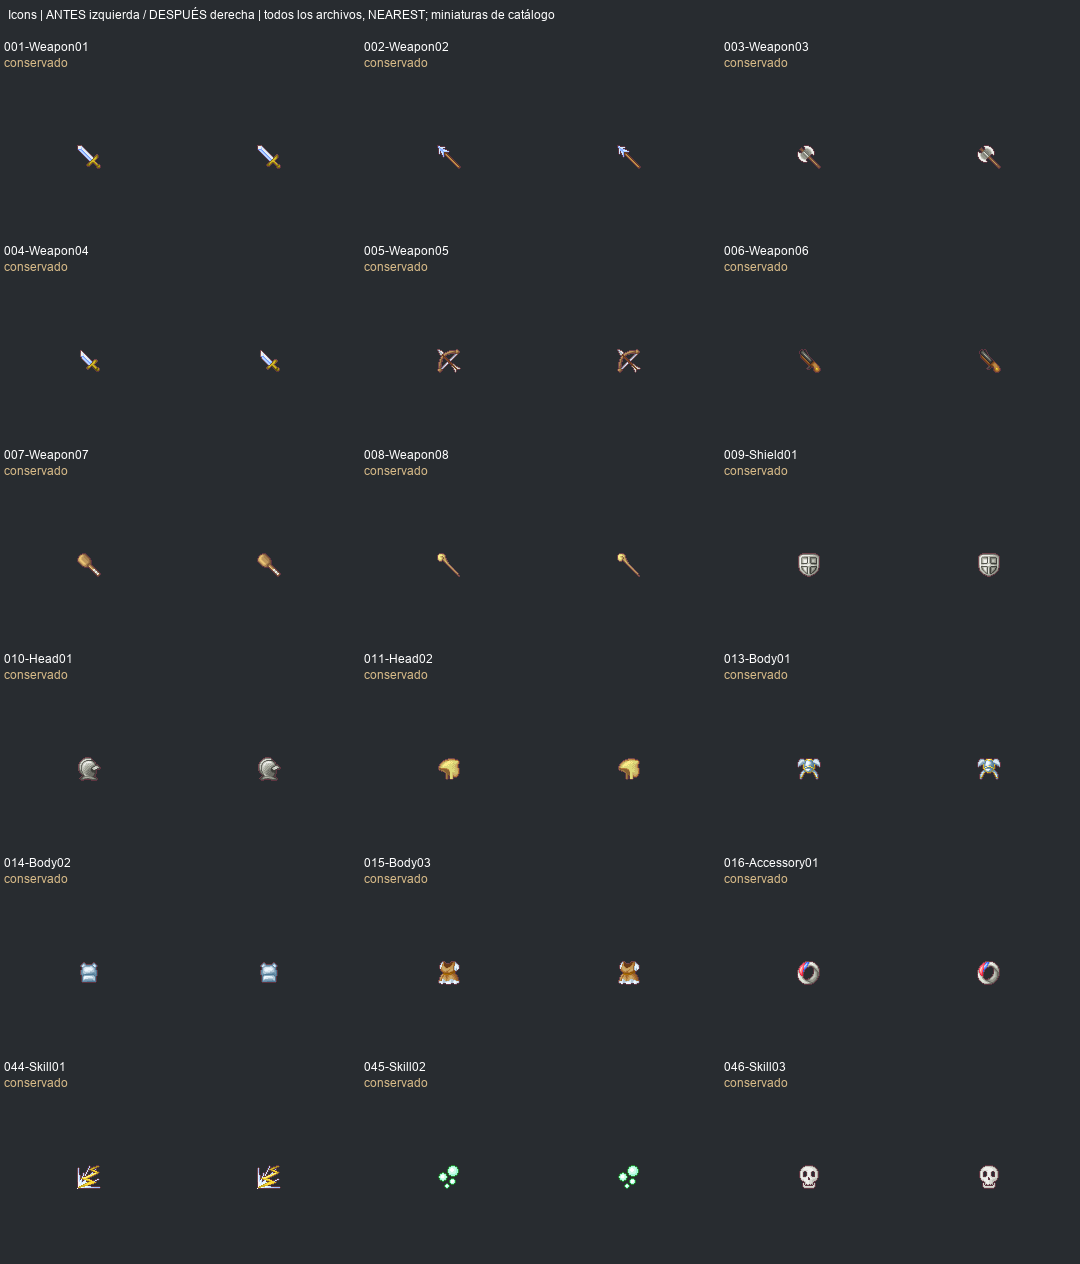 Icons | ANTES izquierda / DESPUÉS derecha | todos los archivos, NEAREST; miniaturas de catálogo
001-Weapon01 002-Weapon02 003-Weapon03
conservado conservado conservado
004-Weapon04 005-Weapon05 006-Weapon06
conservado conservado conservado
007-Weapon07 008-Weapon08 009-Shield01
conservado conservado conservado
010-Head01 011-Head02 013-Body01
conservado conservado conservado
014-Body02 015-Body03 016-Accessory01
conservado conservado conservado
044-Skill01 045-Skill02 046-Skill03
conservado conservado conservado